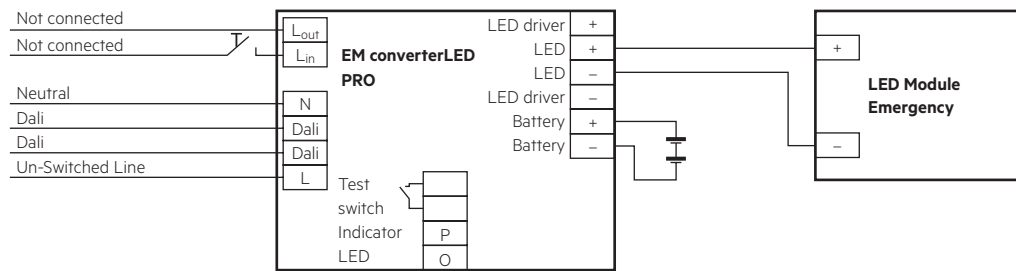 Not connected
Not connected
Neutral
Dali
Dali
Un-Switched Line
Lout
Lin
N
Dali
Dali
L
EM converterLED
PRO
Test
switch
Indicator
LED
P
O
LED driver +
LED +
LED –
LED driver –
Battery +
Battery –
+
–
LED Module
Emergency